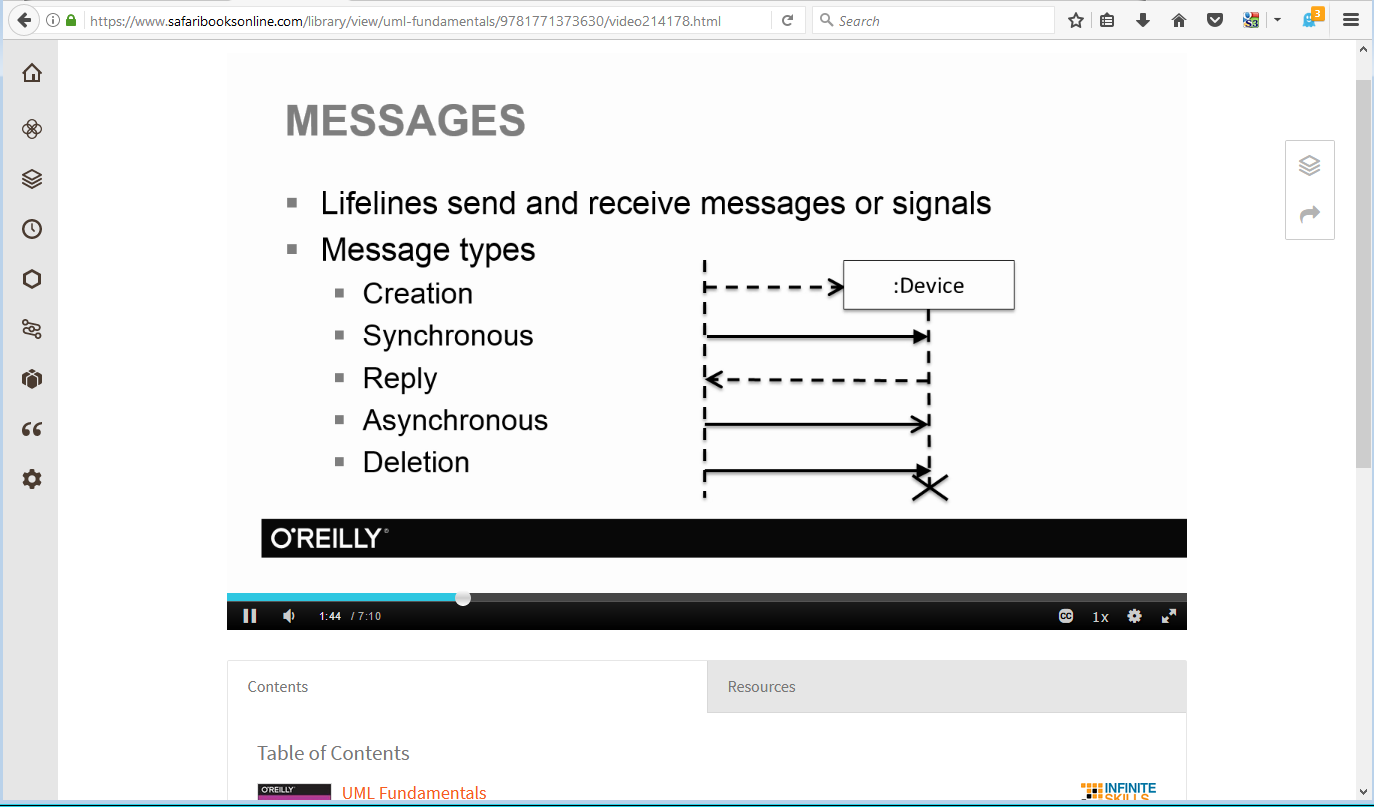 https://www.safaribooksonline.com/library/view/uml-fundamentals/9781771373630/video214178.html
Search
3
MESSAGES
Lifelines send and receive messages or signals
Message types
Creation
Synchronous
Reply
Asynchronous
Deletion
:Device
O'REILLY®
1:44 / 7:10
CC
1x
Contents
Resources
Table of Contents
O'REILLY
UML Fundamentals
INFINITE
SKILLS